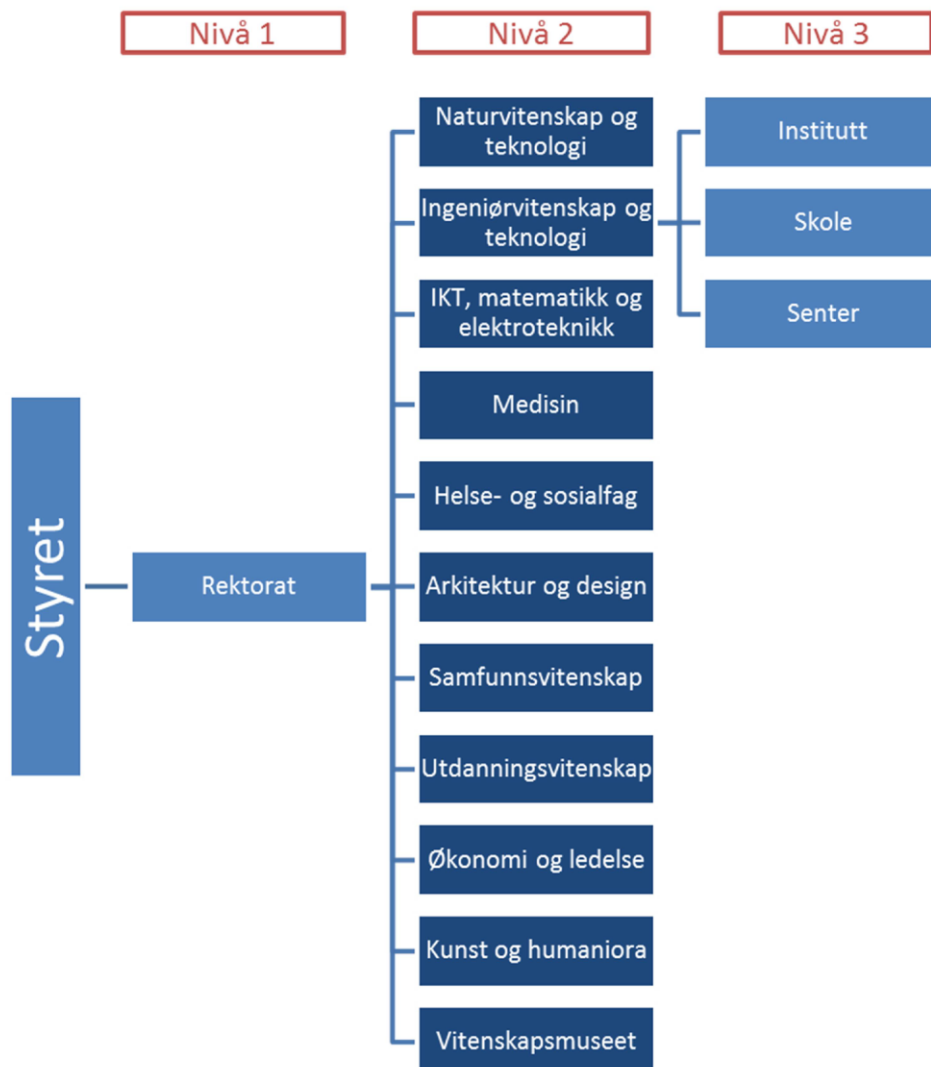 Nivå 1
Nivå 2
Nivå 3
Styret
Rektorat
Naturvitenskap og
teknologi
Ingeniørvitenskap og
teknologi
IKT, matematikk og
elektroteknikk
Medisin
Helse- og sosialfag
Arkitektur og design
Samfunnsvitenskap
Utdanningsvitenskap
Økonomi og ledelse
Kunst og humaniora
Vitenskapsmuseet
Institutt
Skole
Senter